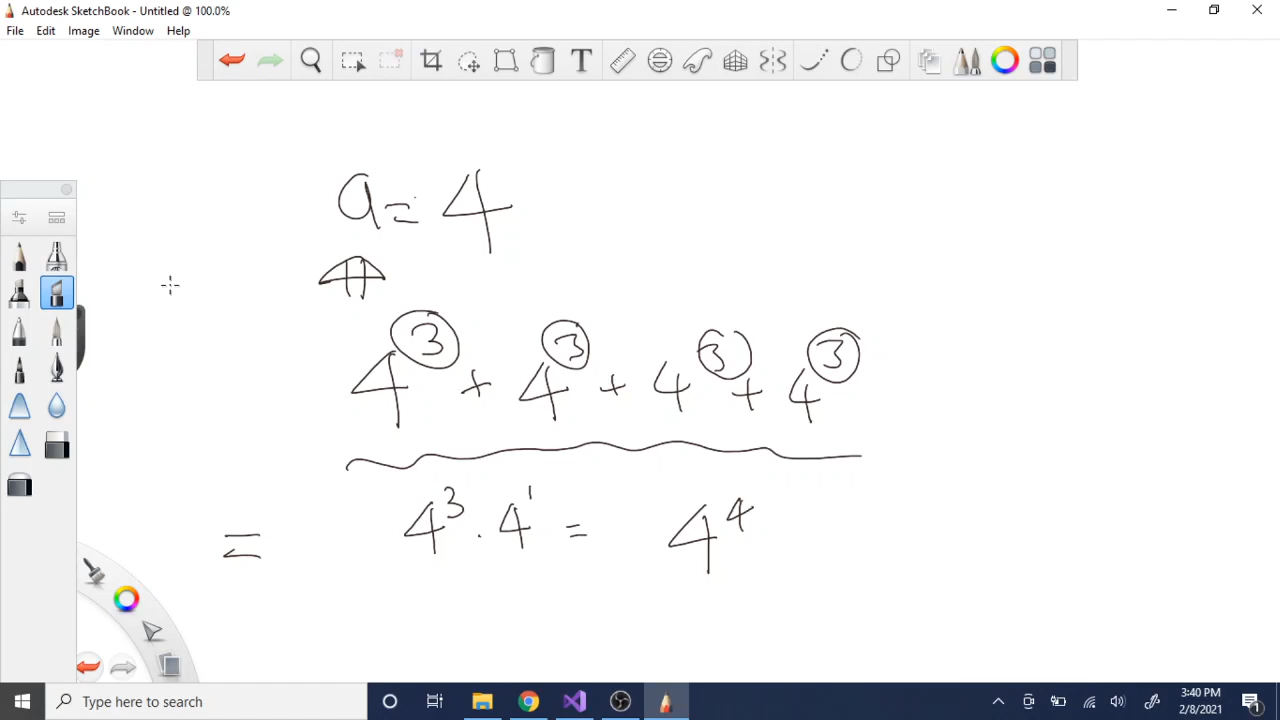 Autodesk SketchBook - Untitled @ 100.0%
File Edit Image Window Help
T
a = 4
4³ + 4³ + 4³ + 4³
= 4³ · 4¹ = 4⁴
Type here to search
3:40 PM
2/8/2021
1